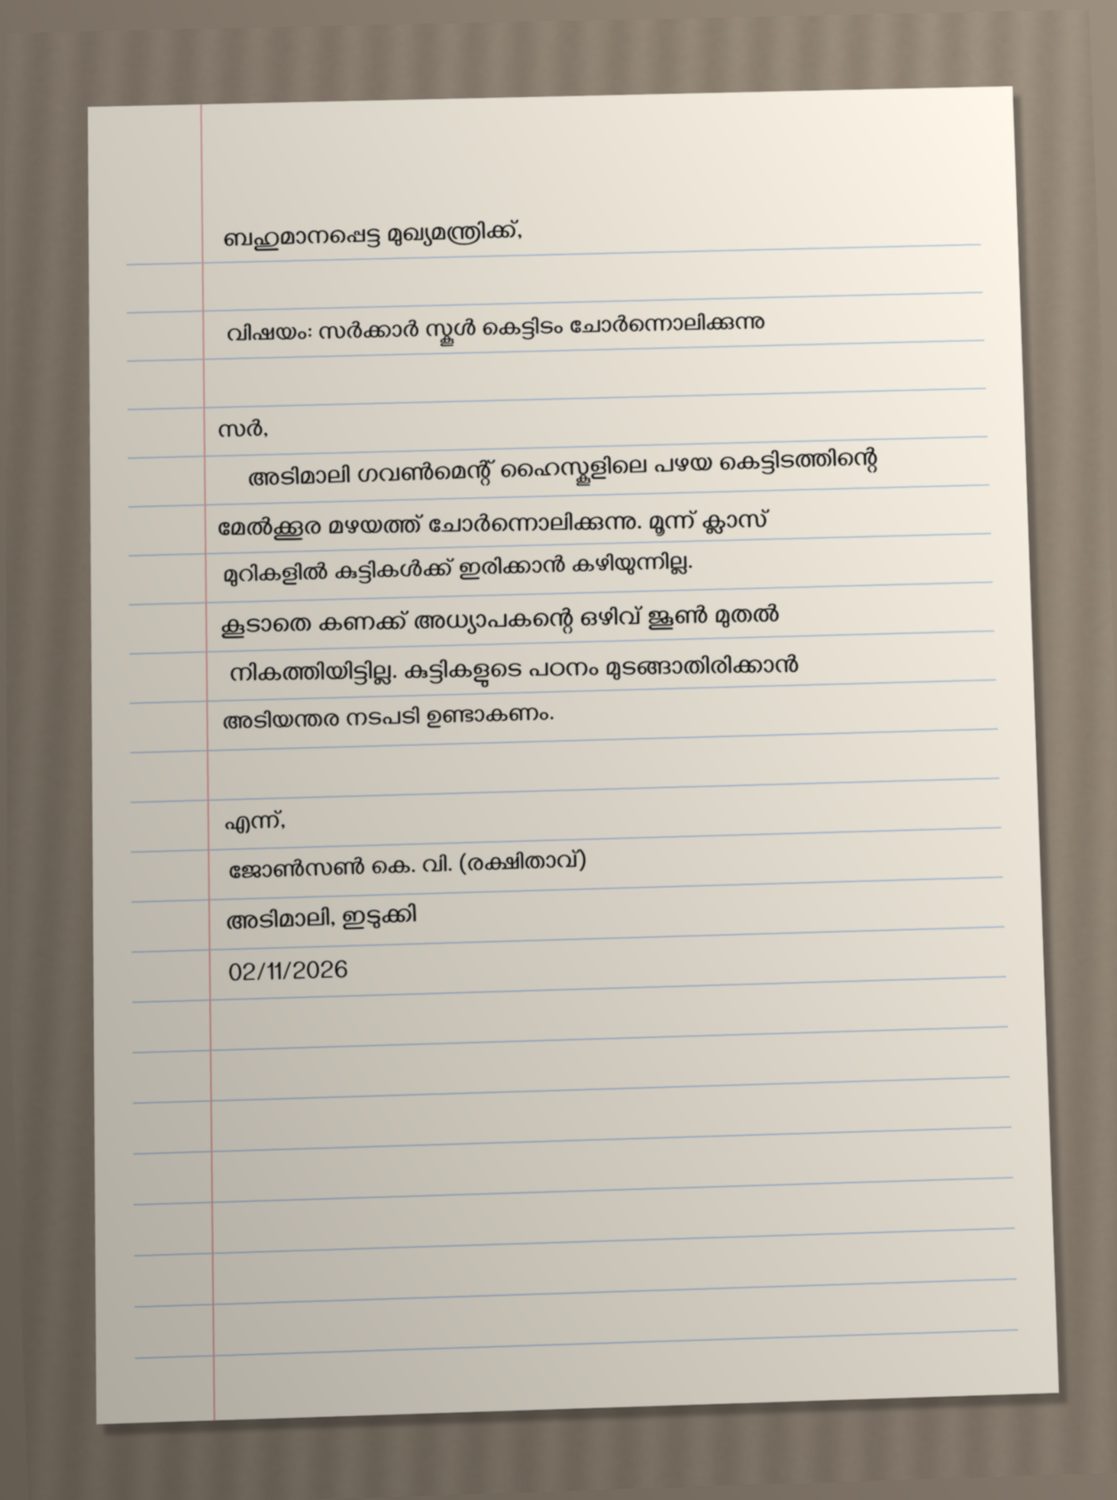 ബഹുമാനപ്പെട്ട മുഖ്യമന്ത്രിക്ക്,
വിഷയം: സർക്കാർ സ്കൂൾ കെട്ടിടം ചോർന്നൊലിക്കുന്നു
സർ,
അടിമാലി ഗവൺമെന്റ് ഹൈസ്കൂളിലെ പഴയ കെട്ടിടത്തിന്റെ
മേൽക്കൂര മഴയത്ത് ചോർന്നൊലിക്കുന്നു. മൂന്ന് ക്ലാസ്
മുറികളിൽ കുട്ടികൾക്ക് ഇരിക്കാൻ കഴിയുന്നില്ല.
കൂടാതെ കണക്ക് അധ്യാപകന്റെ ഒഴിവ് ജൂൺ മുതൽ
നികത്തിയിട്ടില്ല. കുട്ടികളുടെ പഠനം മുടങ്ങാതിരിക്കാൻ
അടിയന്തര നടപടി ഉണ്ടാകണം.
എന്ന്,
ജോൺസൺ കെ. വി. (രക്ഷിതാവ്)
അടിമാലി, ഇടുക്കി
02/11/2026